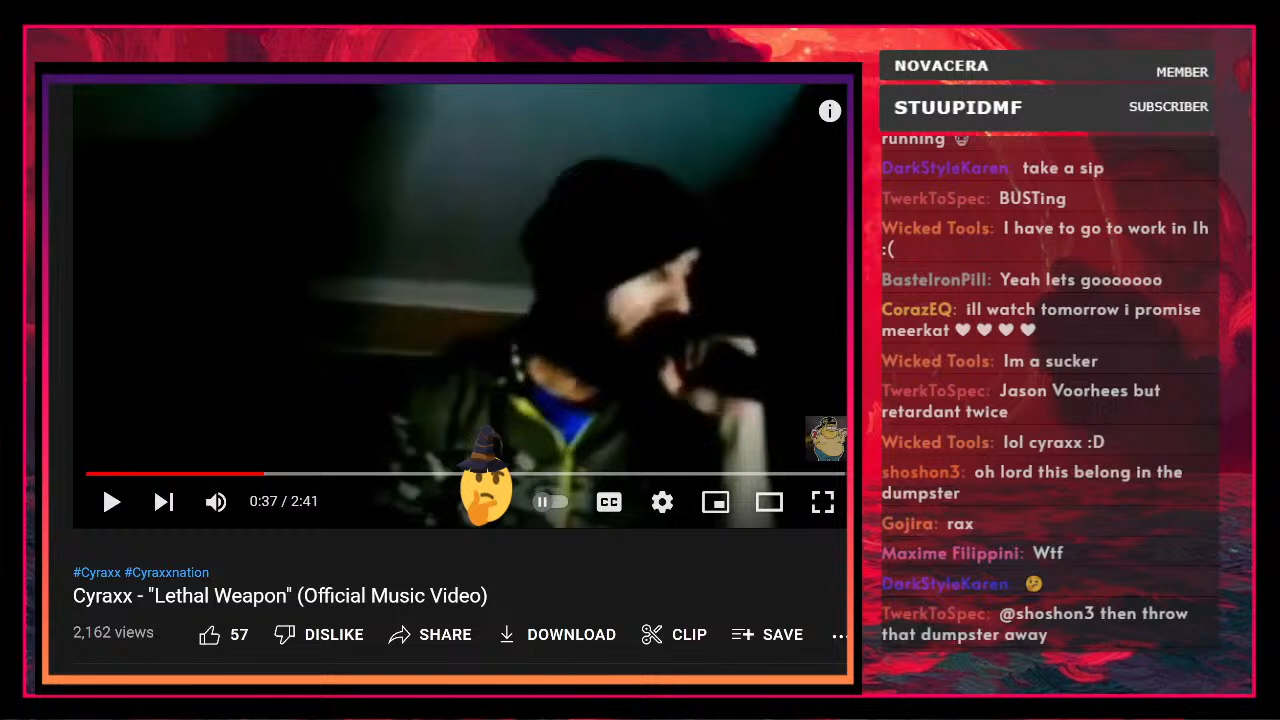 NOVACERA
MEMBER
STUUPIDMF
SUBSCRIBER
running
DarkStyleKaren take a sip
TwerkToSpec: BUSTing
Wicked Tools: I have to go to work in 1h
:(
BasteIronPill: Yeah lets gooooooo
CorazEQ: ill watch tomorrow i promise
meerkat ♥ ♥ ♥ ♥
Wicked Tools: Im a sucker
TwerkToSpec: Jason Voorhees but
retardant twice
Wicked Tools: lol cyraxx :D
shoshon3: oh lord this belong in the
dumpster
Gojira: rax
Maxime Filippini: Wtf
DarkStyleKaren 🤔
TwerkToSpec: @shoshon3 then throw
that dumpster away
0:37 / 2:41
CC
#Cyraxx #Cyraxxnation
Cyraxx - "Lethal Weapon" (Official Music Video)
2,162 views
57
DISLIKE
SHARE
DOWNLOAD
CLIP
SAVE